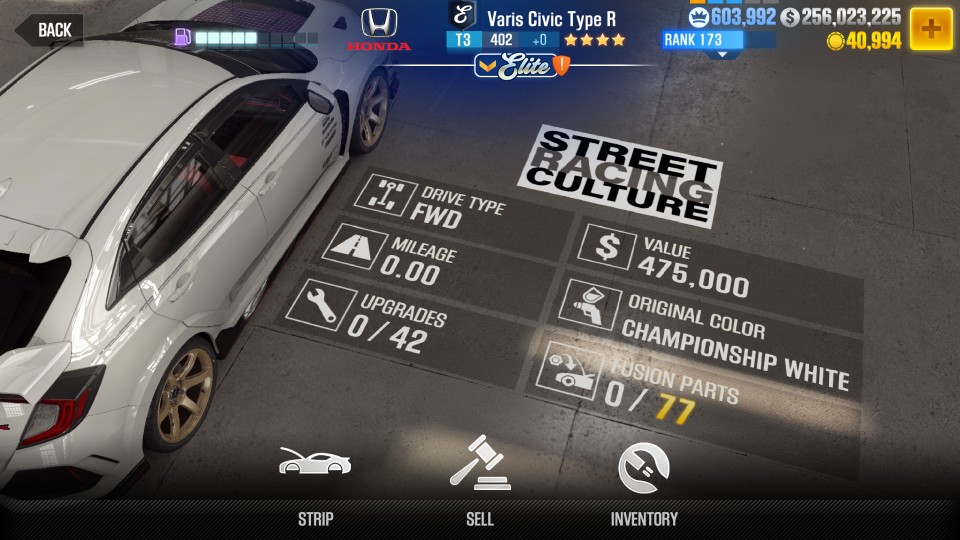 BACK
HONDA
Varis Civic Type R
T3 402 +0
Elite
603,992
256,023,225
RANK 173
40,994
STREET
RACING
CULTURE
DRIVE TYPE
FWD
MILEAGE
0.00
UPGRADES
0 / 42
VALUE
475,000
ORIGINAL COLOR
CHAMPIONSHIP WHITE
FUSION PARTS
0 / 77
STRIP
SELL
INVENTORY